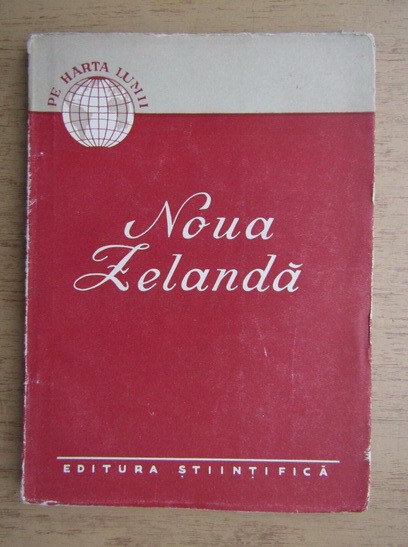 PE HARTA LUMII
Noua
Zelandă
EDITURA ȘTIINȚIFICĂ